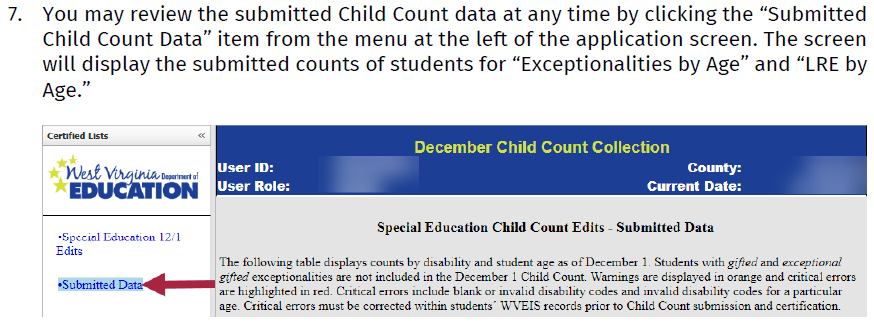 7. You may review the submitted Child Count data at any time by clicking the “Submitted
Child Count Data” item from the menu at the left of the application screen. The screen
will display the submitted counts of students for “Exceptionalities by Age” and “LRE by
Age.”
Certified Lists «
West Virginia Department of
EDUCATION
•Special Education 12/1
Edits
•Submitted Data
December Child Count Collection
User ID: County:
User Role: Current Date:
Special Education Child Count Edits - Submitted Data
The following table displays counts by disability and student age as of December 1. Students with gifted and exceptional
gifted exceptionalities are not included in the December 1 Child Count. Warnings are displayed in orange and critical errors
are highlighted in red. Critical errors include blank or invalid disability codes and invalid disability codes for a particular
age. Critical errors must be corrected within students' WVEIS records prior to Child Count submission and certification.